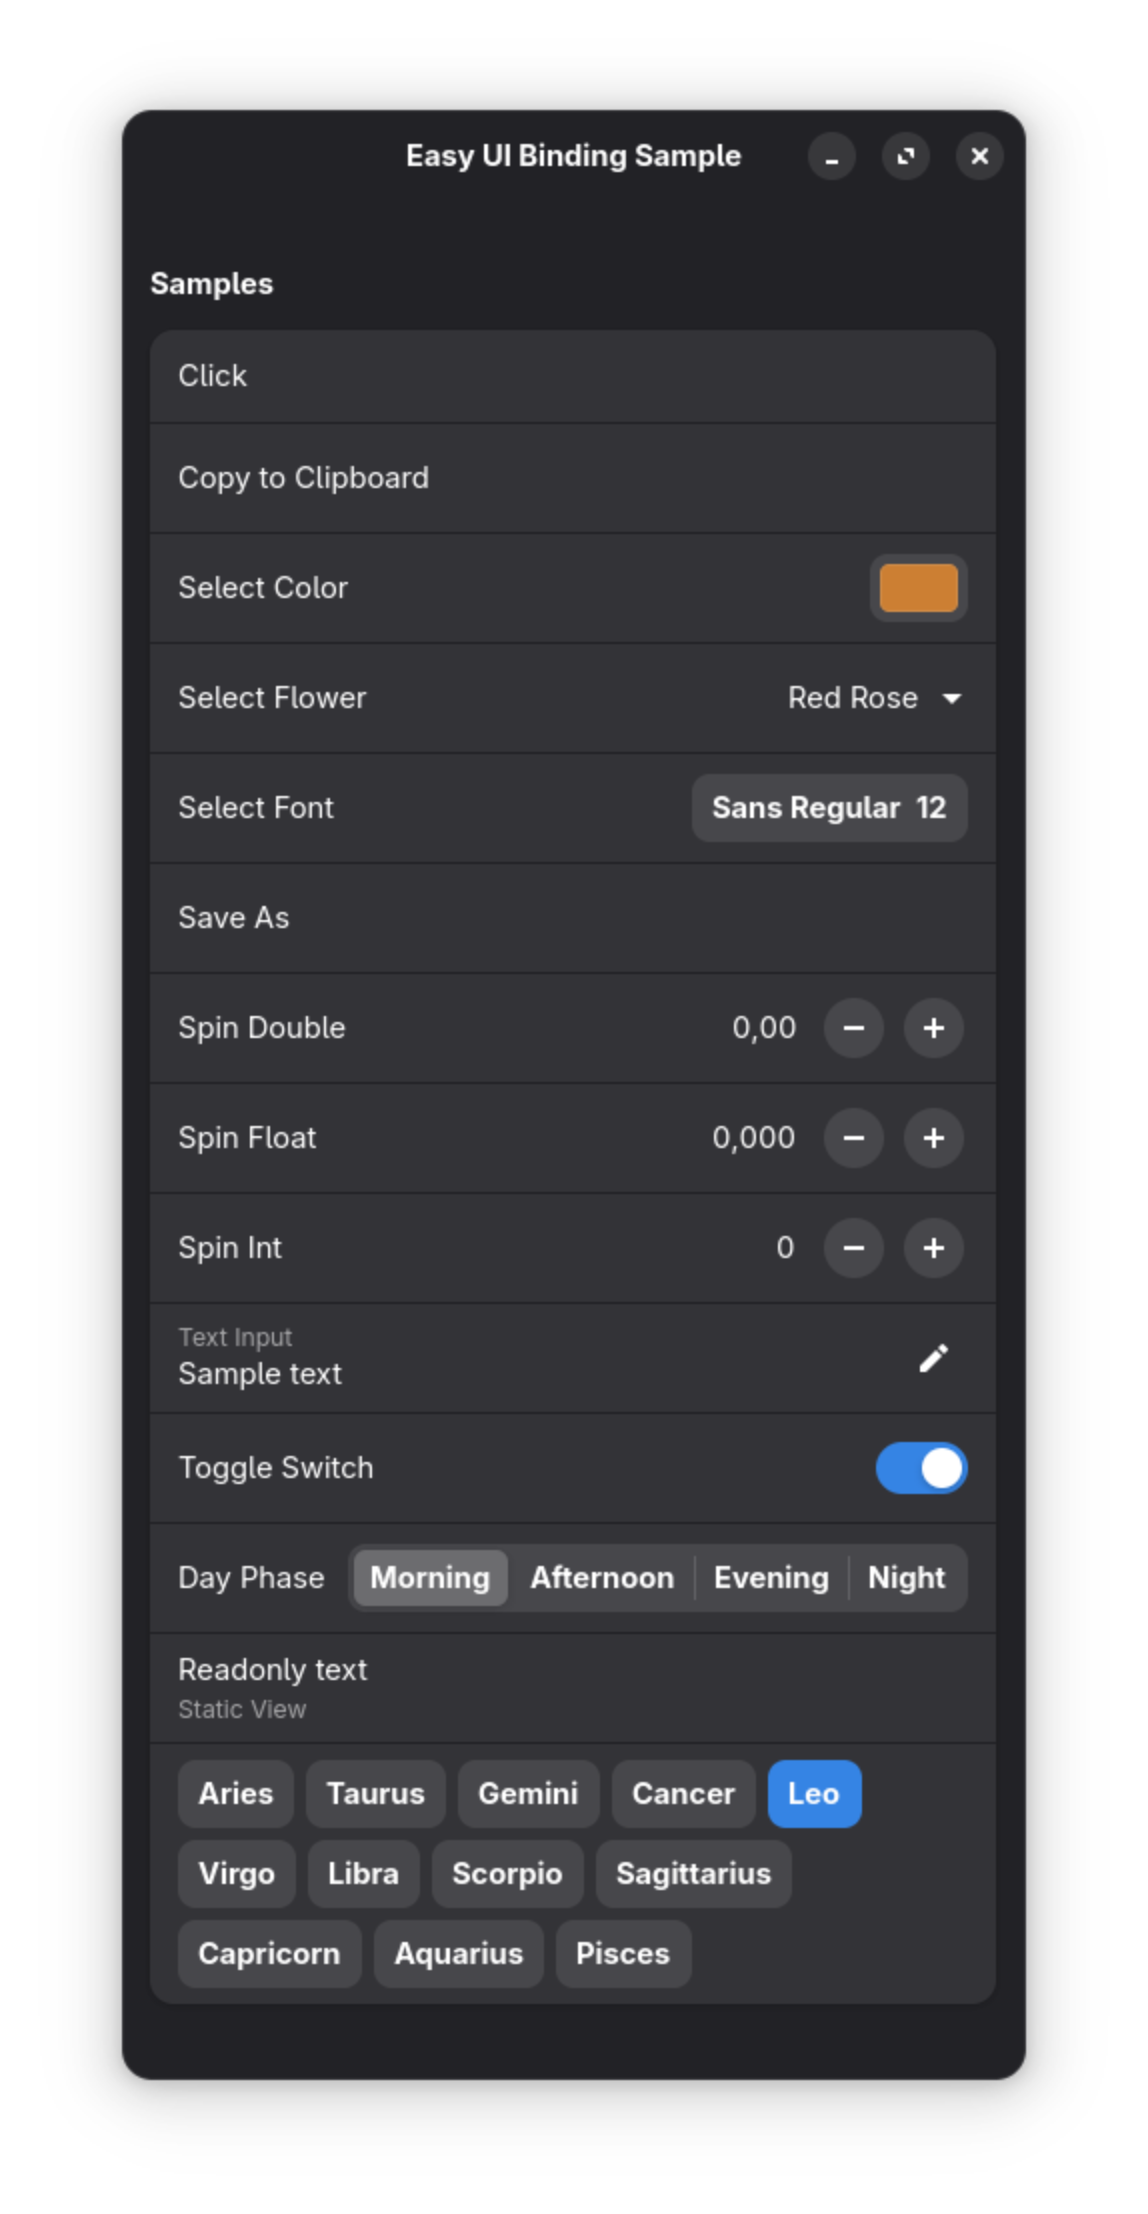 Easy UI Binding Sample
Samples
Click
Copy to Clipboard
Select Color
Select Flower Red Rose
Select Font Sans Regular 12
Save As
Spin Double 0,00
Spin Float 0,000
Spin Int 0
Text Input
Sample text
Toggle Switch
Day Phase Morning Afternoon Evening Night
Readonly text
Static View
Aries Taurus Gemini Cancer Leo
Virgo Libra Scorpio Sagittarius
Capricorn Aquarius Pisces